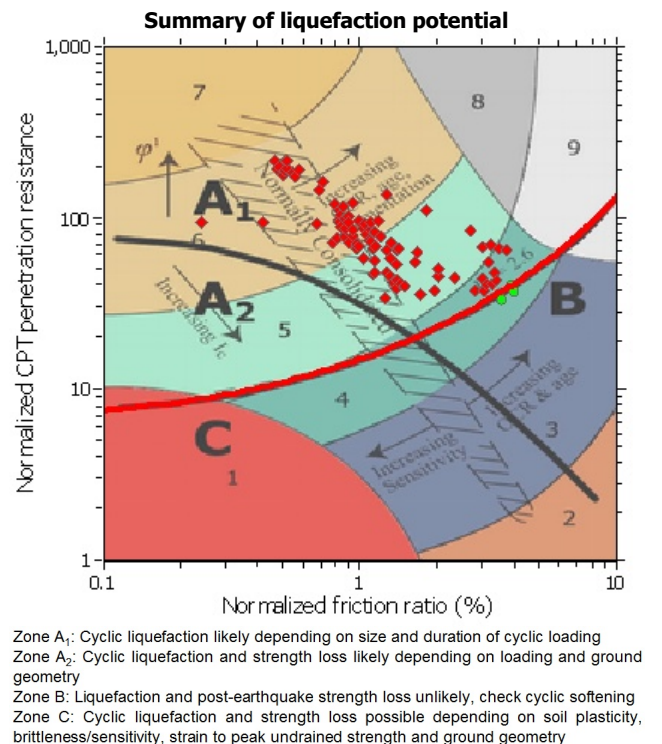 Summary of liquefaction potential
1,000
100
10
1
Normalized CPT penetration resistance
0.1
1
10
Normalized friction ratio (%)
7
8
9
φ'
A1
6
A2
5
B
4
3
C
1
2
Normally Consolidated
Increasing
Increasing Ic
Increasing
OCR & age
Increasing
Sensitivity
Zone A1: Cyclic liquefaction likely depending on size and duration of cyclic loading
Zone A2: Cyclic liquefaction and strength loss likely depending on loading and ground
geometry
Zone B: Liquefaction and post-earthquake strength loss unlikely, check cyclic softening
Zone C: Cyclic liquefaction and strength loss possible depending on soil plasticity,
brittleness/sensitivity, strain to peak undrained strength and ground geometry